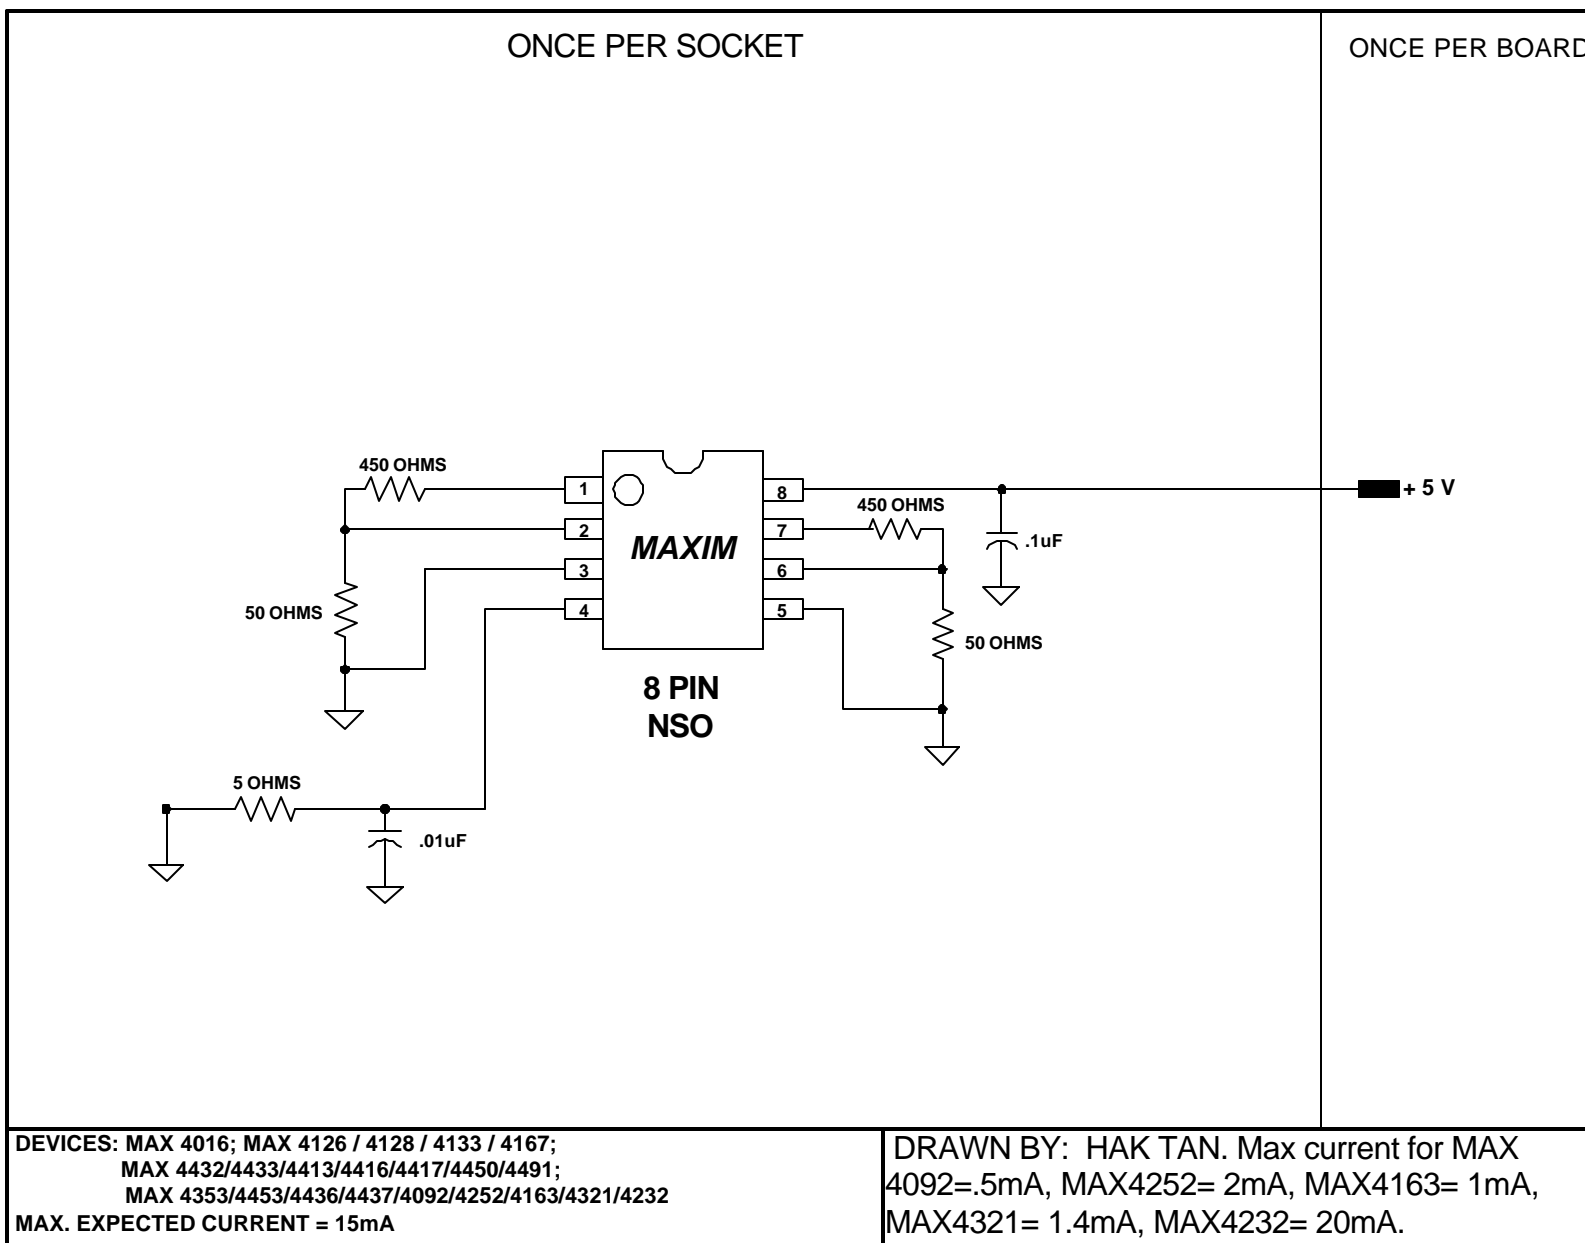 ONCE PER SOCKET
ONCE PER BOARD
450 OHMS
1
8
+ 5 V
450 OHMS
2
7
MAXIM
.1uF
3
6
50 OHMS
4
5
50 OHMS
8 PIN
NSO
5 OHMS
.01uF
DEVICES: MAX 4016; MAX 4126 / 4128 / 4133 / 4167;
MAX 4432/4433/4413/4416/4417/4450/4491;
MAX 4353/4453/4436/4437/4092/4252/4163/4321/4232
MAX. EXPECTED CURRENT = 15mA
DRAWN BY: HAK TAN. Max current for MAX
4092=.5mA, MAX4252= 2mA, MAX4163= 1mA,
MAX4321= 1.4mA, MAX4232= 20mA.